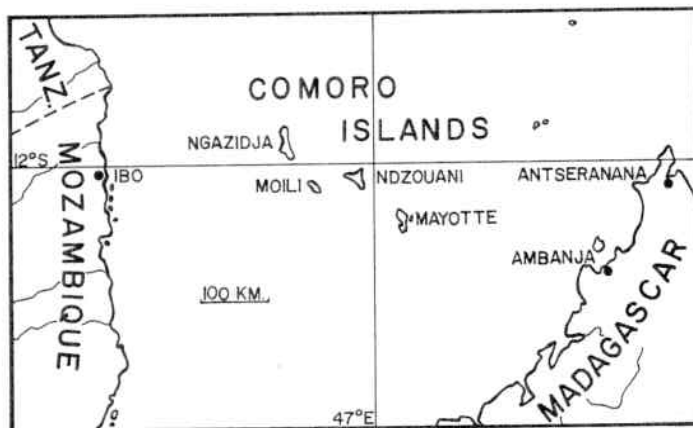 TANZ.
COMORO
ISLANDS
NGAZIDJA
12°S
MOZAMBIQUE
IBO
MOILI
NDZOUANI
ANTSERANANA
MAYOTTE
AMBANJA
100 KM.
MADAGASCAR
47°E